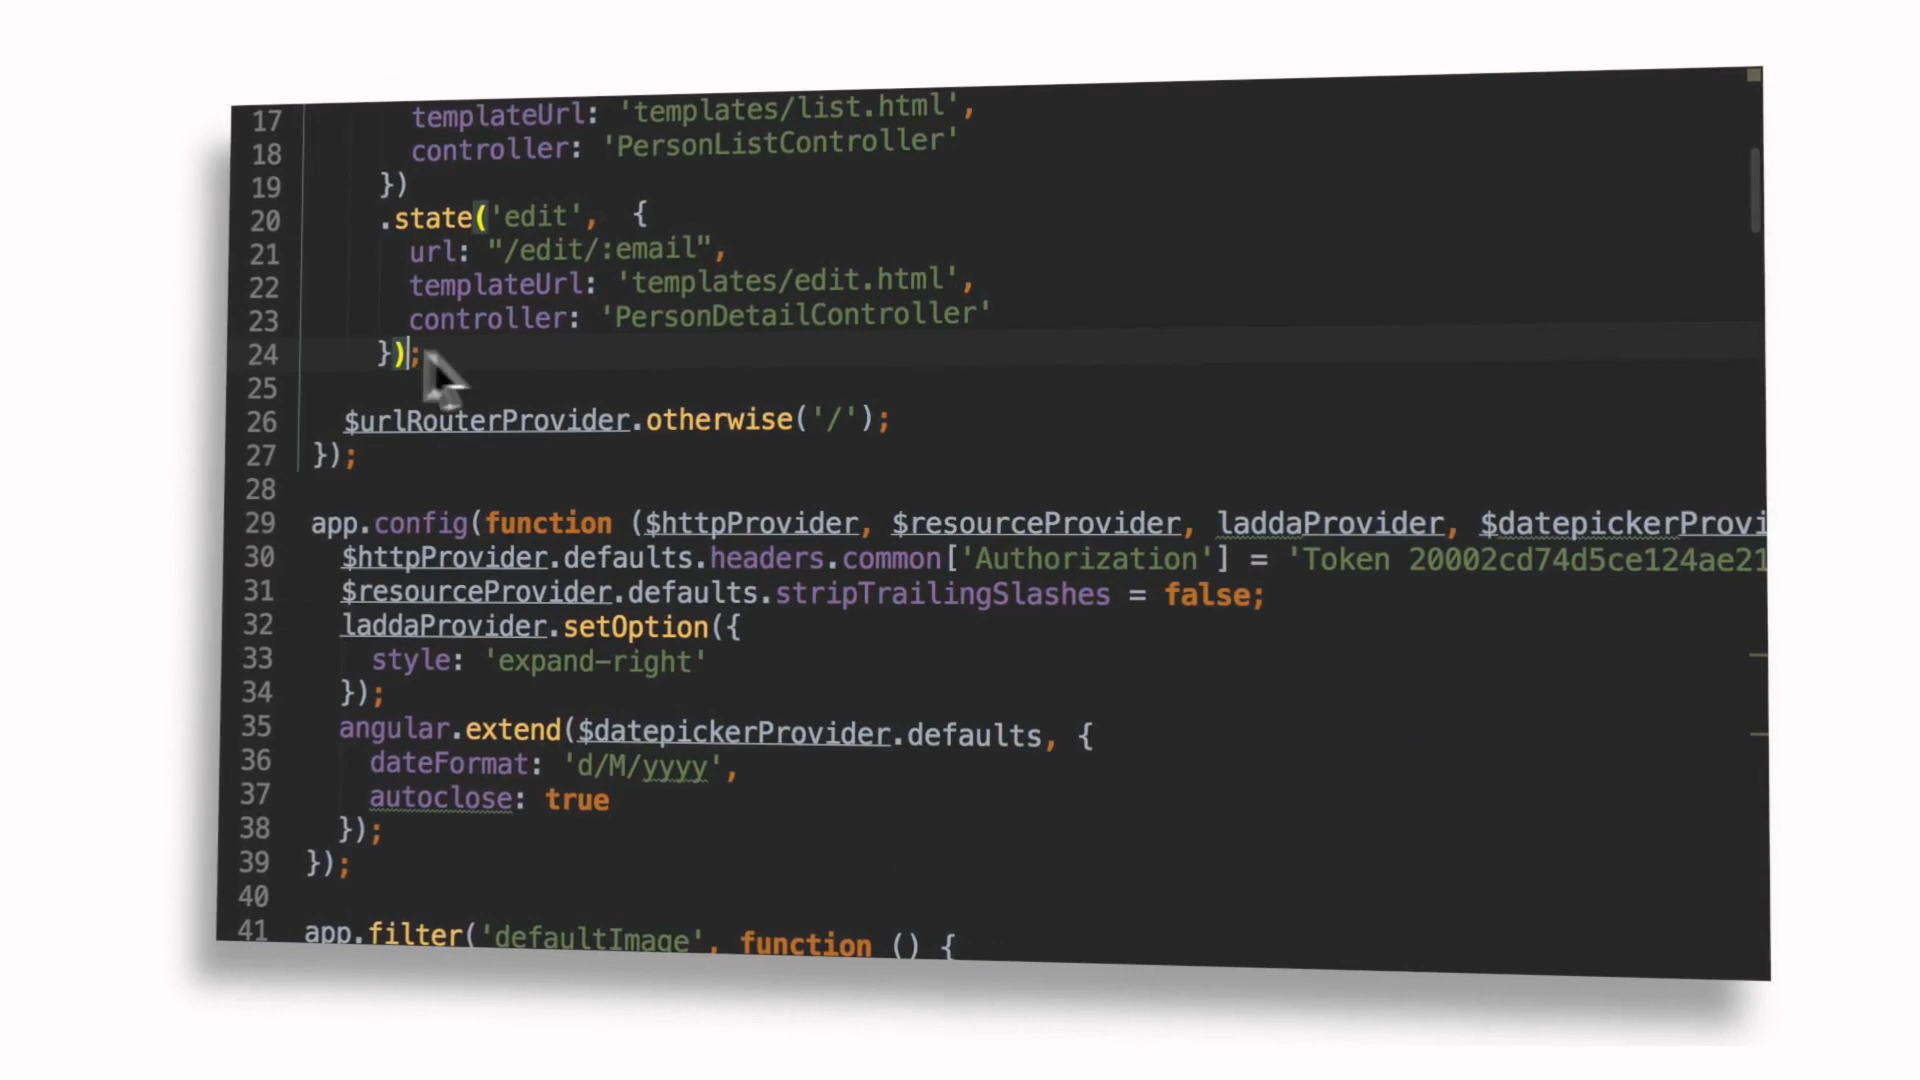 17 templateUrl: 'templates/list.html',
18 controller: 'PersonListController'
19 })
20 .state('edit', {
21 url: "/edit/:email",
22 templateUrl: 'templates/edit.html',
23 controller: 'PersonDetailController'
24 });
25
26 $urlRouterProvider.otherwise('/');
27 });
28
29 app.config(function ($httpProvider, $resourceProvider, laddaProvider, $datepickerProvi
30 $httpProvider.defaults.headers.common['Authorization'] = 'Token 20002cd74d5ce124ae21
31 $resourceProvider.defaults.stripTrailingSlashes = false;
32 laddaProvider.setOption({
33 style: 'expand-right'
34 });
35 angular.extend($datepickerProvider.defaults, {
36 dateFormat: 'd/M/yyyy',
37 autoclose: true
38 });
39 });
40
41 app.filter('defaultImage', function () {